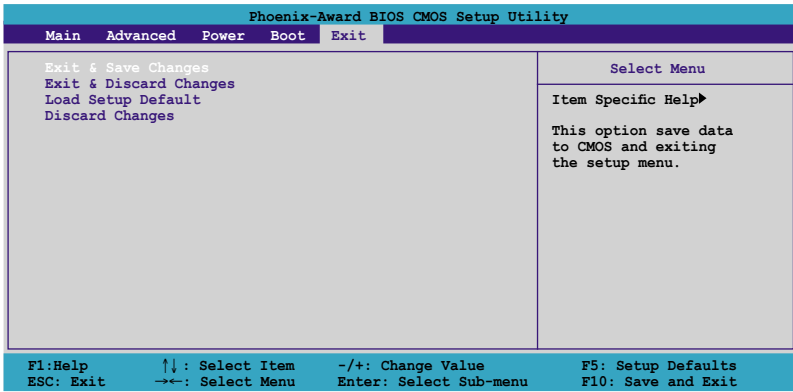 Phoenix-Award BIOS CMOS Setup Utility
Main Advanced Power Boot Exit
Exit & Save Changes
Exit & Discard Changes
Load Setup Default
Discard Changes
Select Menu
Item Specific Help▶
This option save data
to CMOS and exiting
the setup menu.
F1:Help ↑↓: Select Item -/+: Change Value F5: Setup Defaults
ESC: Exit →←: Select Menu Enter: Select Sub-menu F10: Save and Exit